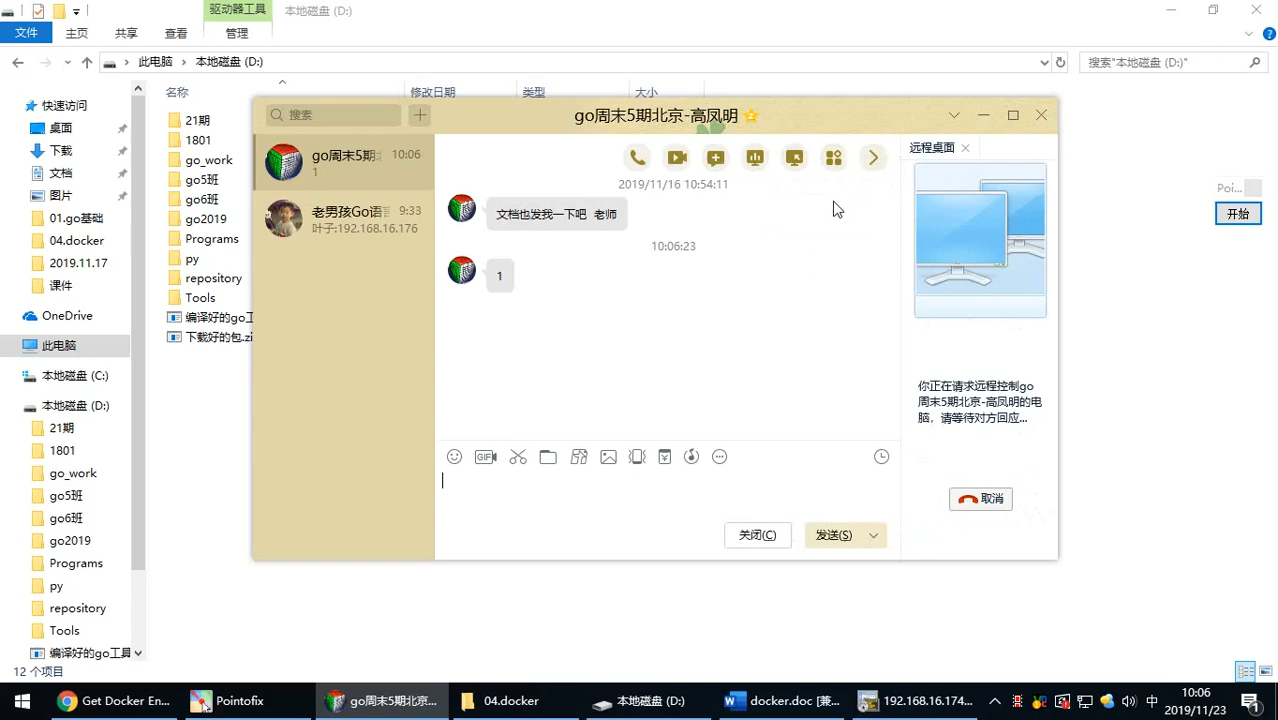 驱动器工具
本地磁盘 (D:)
文件
主页
共享
查看
管理
此电脑
本地磁盘 (D:)
搜索"本地磁盘 (D:)"
名称
修改日期
类型
大小
快速访问
桌面
下载
文档
图片
01.go基础
04.docker
2019.11.17
课件
OneDrive
此电脑
本地磁盘 (C:)
本地磁盘 (D:)
21期
1801
go_work
go5班
go6班
go2019
Programs
py
repository
Tools
编译好的go工具
12 个项目
21期
1801
go_work
go5班
go6班
go2019
Programs
py
repository
Tools
编译好的go工
下载好的包.zi
搜索
go周末5期北京-高凤明
go周末5期
10:06
1
老男孩Go语言
9:33
叶子:192.168.16.176
2019/11/16 10:54:11
文档也发我一下吧 老师
10:06:23
1
GIF
关闭(C)
发送(S)
远程桌面
你正在请求远程控制go
周末5期北京-高凤明的电
脑，请等待对方回应...
取消
Poi...
开始
Get Docker En...
Pointofix
go周末5期北京...
04.docker
本地磁盘 (D:)
docker.doc [兼...
192.168.16.174...
中
10:06
2019/11/23
1